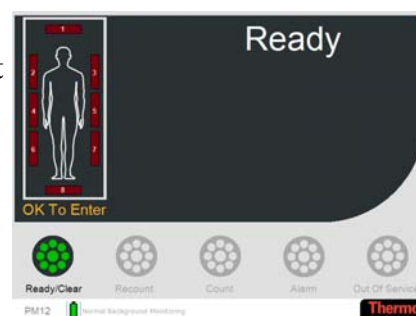 Ready
t
1
2 3
4 5
6 7
8
OK To Enter
Ready/Clear Recount Count Alarm Out Of Service
PM12 Normal Background Monitoring Thermo